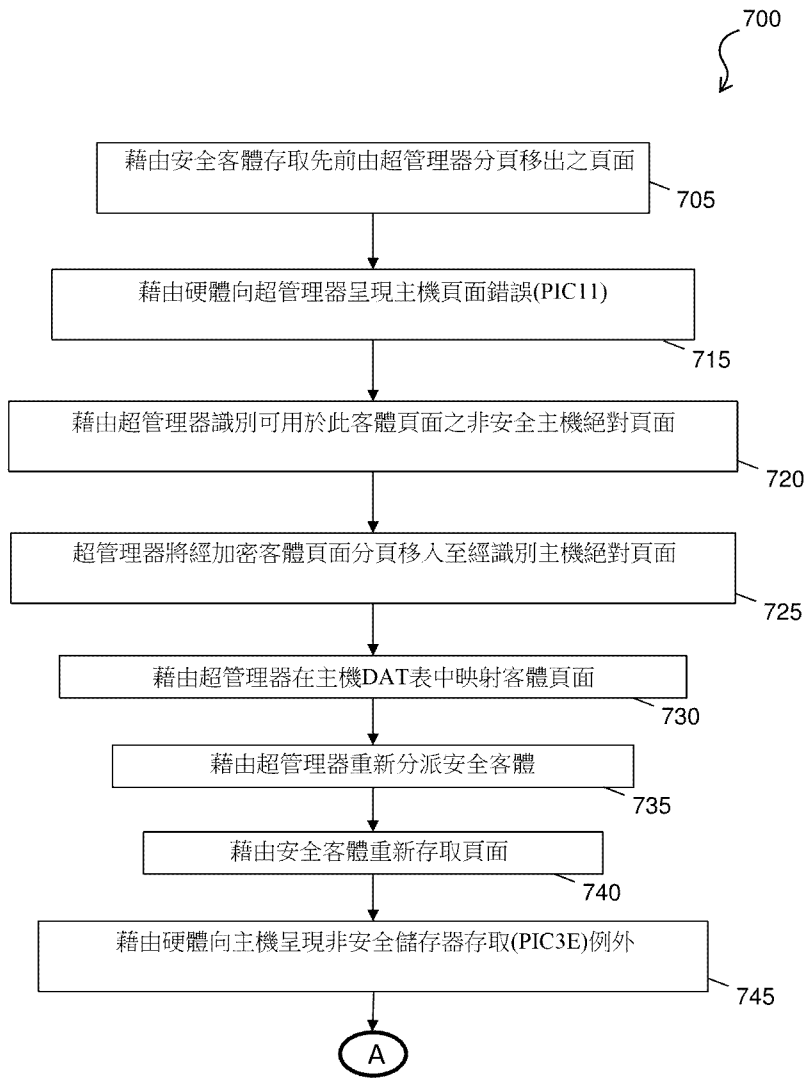 700
藉由安全客體存取先前由超管理器分頁移出之頁面
705
藉由硬體向超管理器呈現主機頁面錯誤(PIC11)
715
藉由超管理器識別可用於此客體頁面之非安全主機絕對頁面
720
超管理器將經加密客體頁面分頁移入至經識別主機絕對頁面
725
藉由超管理器在主機DAT表中映射客體頁面
730
藉由超管理器重新分派安全客體
735
藉由安全客體重新存取頁面
740
藉由硬體向主機呈現非安全儲存器存取(PIC3E)例外
745
A